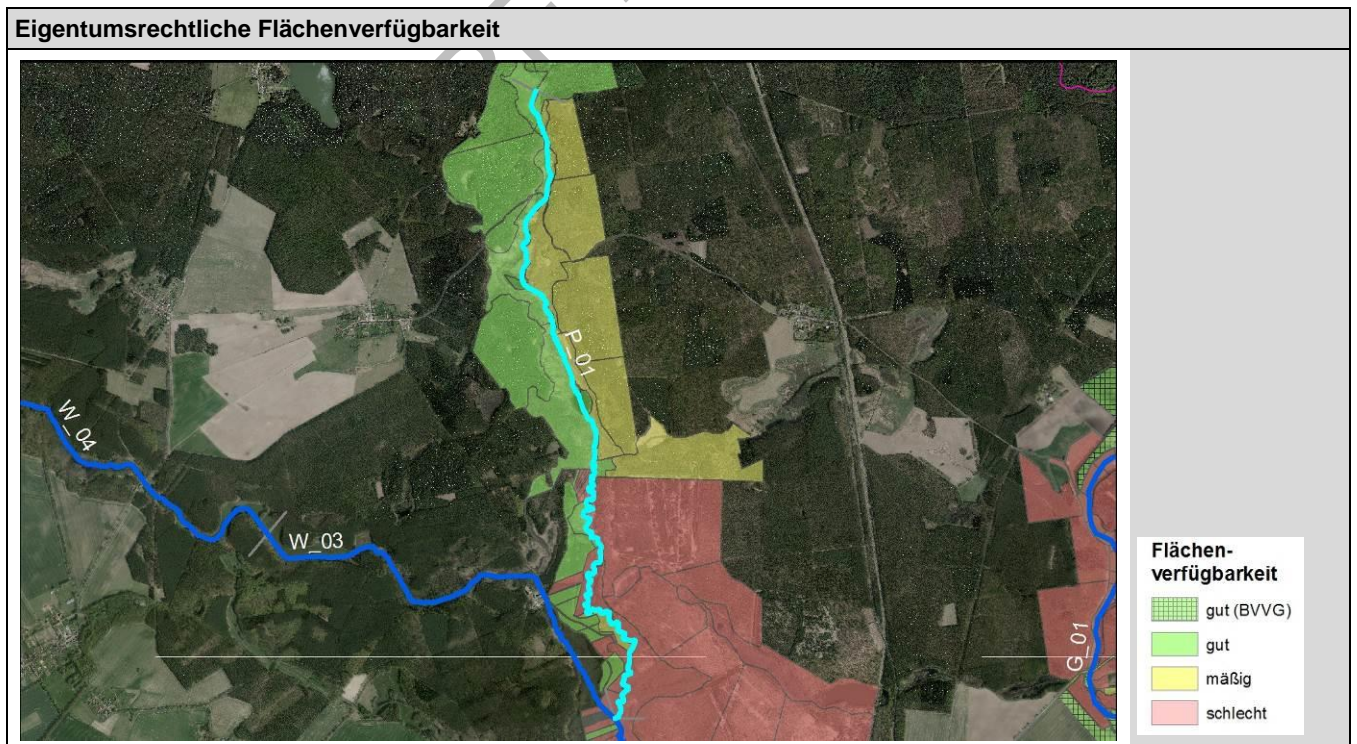 Eigentumsrechtliche Flächenverfügbarkeit
P_01
W_04
W_03
G_01
Flächen-
verfügbarkeit
gut (BVVG)
gut
mäßig
schlecht